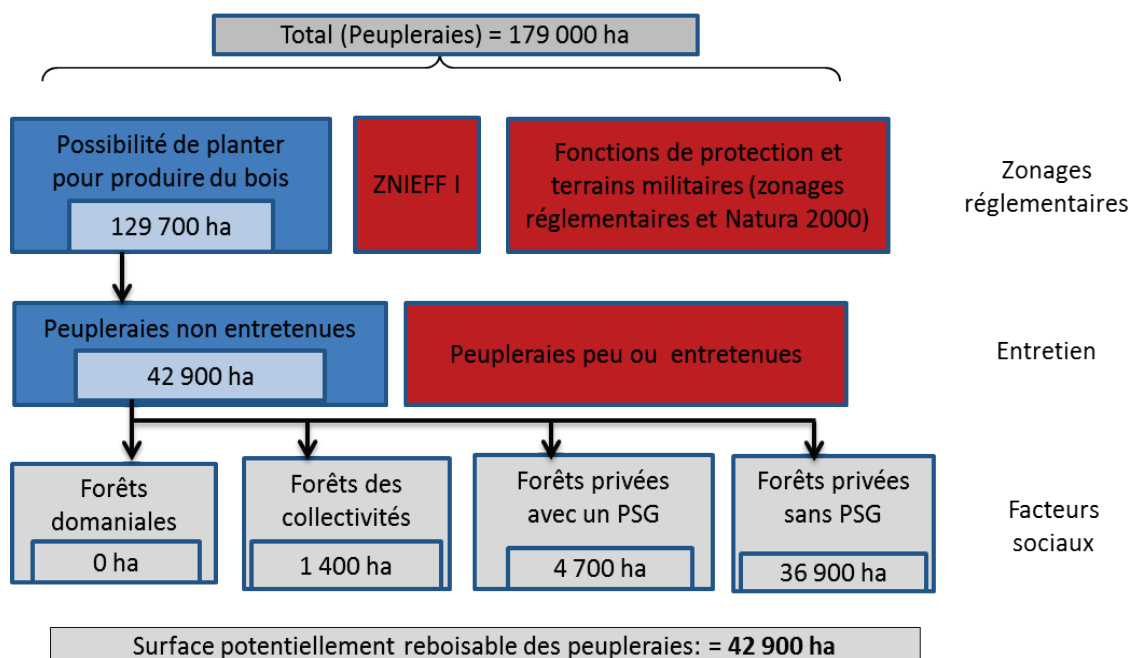 Total (Peupleraies) = 179 000 ha
Possibilité de planter
pour produire du bois
129 700 ha
ZNIEFF I
Fonctions de protection et
terrains militaires (zonages
réglementaires et Natura 2000)
Zonages
réglementaires
Peupleraies non entretenues
42 900 ha
Peupleraies peu ou entretenues
Entretien
Forêts
domaniales
0 ha
Forêts des
collectivités
1 400 ha
Forêts privées
avec un PSG
4 700 ha
Forêts privées
sans PSG
36 900 ha
Facteurs
sociaux
Surface potentiellement reboisable des peupleraies: = 42 900 ha